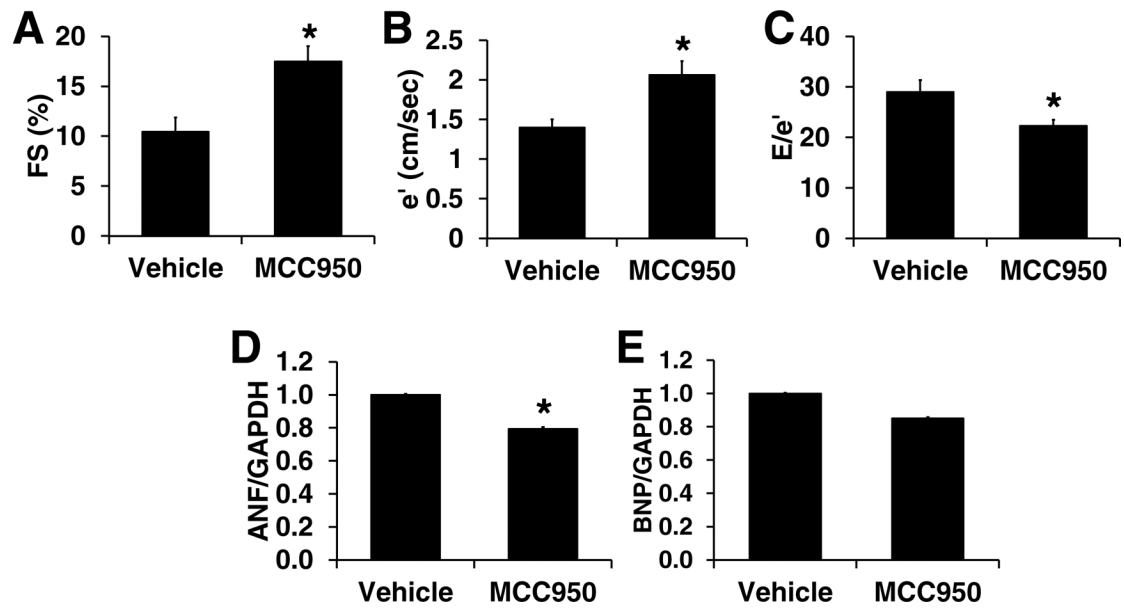 A
FS (%)
20
15
10
5
0
*
Vehicle MCC950
B
e' (cm/sec)
2.5
2
1.5
1
0.5
0
*
Vehicle MCC950
C
E/e'
40
30
20
10
0
*
Vehicle MCC950
D
ANF/GAPDH
1.2
1.0
0.8
0.6
0.4
0.2
0.0
*
Vehicle MCC950
E
BNP/GAPDH
1.2
1.0
0.8
0.6
0.4
0.2
0.0
Vehicle MCC950